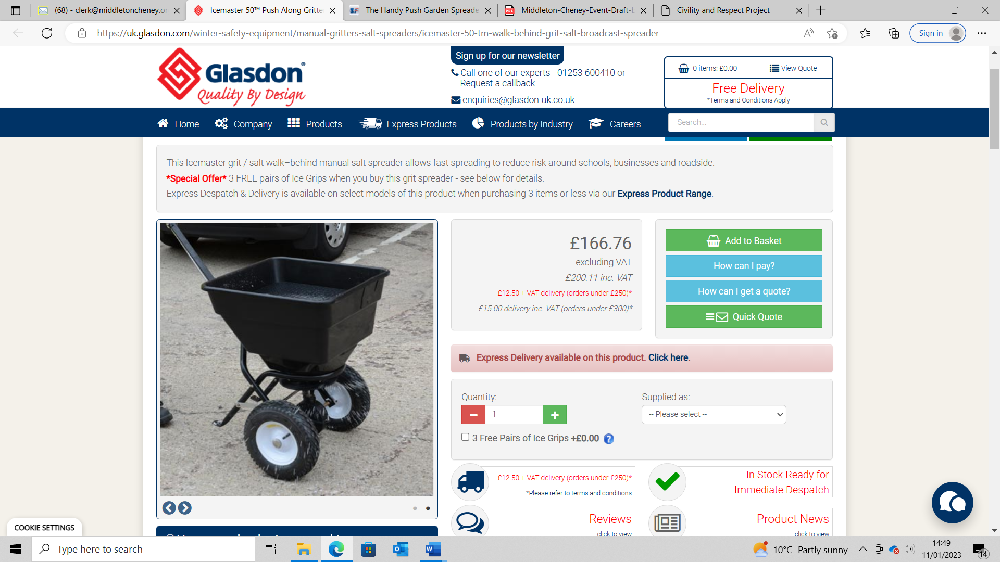 (68) - clerk@middletoncheney.or
Icemaster 50™ Push Along Gritte
The Handy Push Garden Spreade
Middleton-Cheney-Event-Draft-b
Civility and Respect Project
https://uk.glasdon.com/winter-safety-equipment/manual-gritters-salt-spreaders/icemaster-50-tm-walk-behind-grit-salt-broadcast-spreader
Sign in
Glasdon®
Quality By Design
Sign up for our newsletter
Call one of our experts - 01253 600410 or
Request a callback
enquiries@glasdon-uk.co.uk
0 items: £0.00
View Quote
Free Delivery
*Terms and Conditions Apply
Home
Company
Products
Express Products
Products by Industry
Careers
Search...
This Icemaster grit / salt walk–behind manual salt spreader allows fast spreading to reduce risk around schools, businesses and roadside.
*Special Offer* 3 FREE pairs of Ice Grips when you buy this grit spreader - see below for details.
Express Despatch & Delivery is available on select models of this product when purchasing 3 items or less via our Express Product Range.
£166.76
excluding VAT
£200.11 inc. VAT
£12.50 + VAT delivery (orders under £250)*
£15.00 delivery inc. VAT (orders under £300)*
Add to Basket
How can I pay?
How can I get a quote?
Quick Quote
Express Delivery available on this product. Click here.
Quantity:
1
Supplied as:
-- Please select --
3 Free Pairs of Ice Grips +£0.00 ?
£12.50 + VAT delivery (orders under £250)*
*Please refer to terms and conditions
In Stock Ready for
Immediate Despatch
Reviews
click to view
Product News
click to view
COOKIE SETTINGS
Type here to search
10°C Partly sunny
14:49
11/01/2023
14